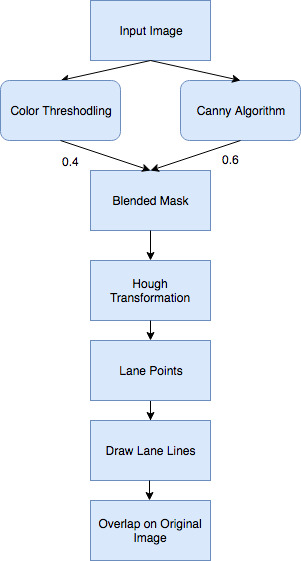 Input Image
Color Threshodling
Canny Algorithm
0.4
0.6
Blended Mask
Hough
Transformation
Lane Points
Draw Lane Lines
Overlap on Original
Image